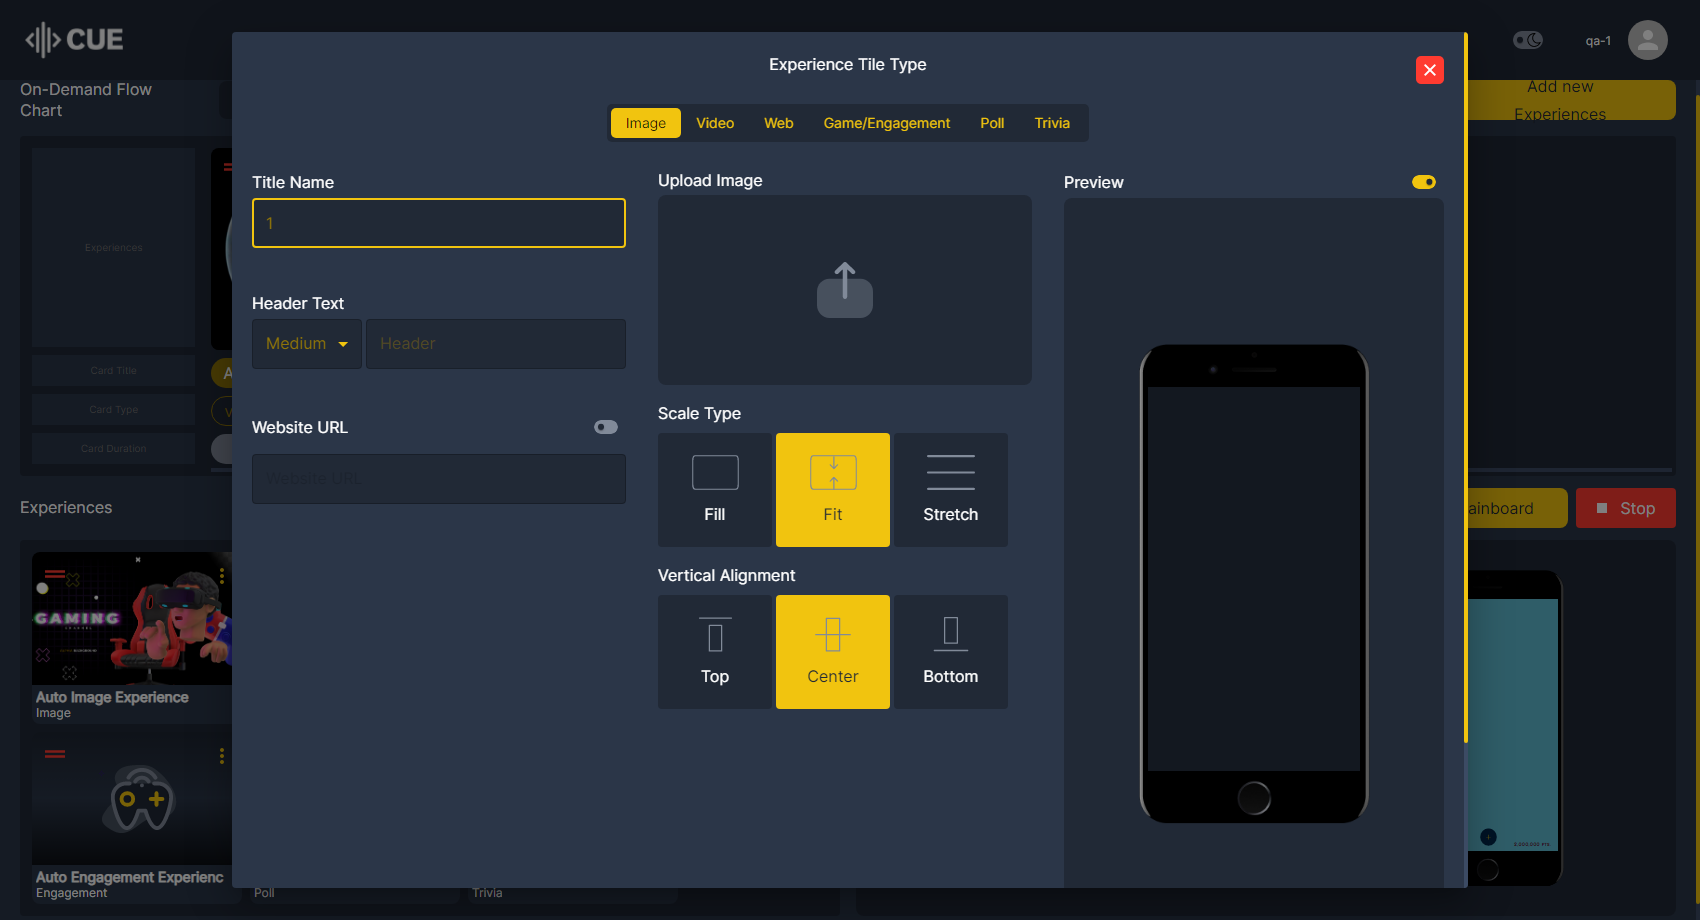 CUE
qa-1
On-Demand Flow
Chart
Add new
Experiences
Experiences
Card Title
Card Type
Card Duration
A
V
Experience Tile Type
Image
Video
Web
Game/Engagement
Poll
Trivia
Title Name
1
Header Text
Medium
Header
Website URL
Website URL
Upload Image
Scale Type
Fill
Fit
Stretch
Vertical Alignment
Top
Center
Bottom
Preview
ainboard
Stop
Experiences
GAMING
Auto Image Experience
Image
Auto Engagement Experienc
Engagement
Poll
Trivia